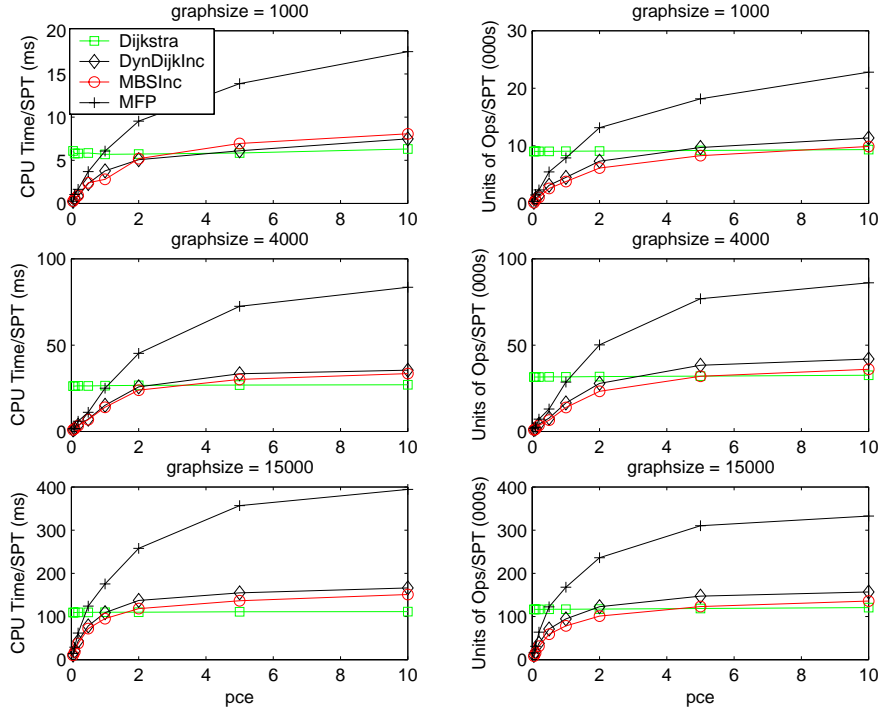 graphsize = 1000
CPU Time/SPT (ms)
20
15
10
5
0
0 2 4 6 8 10
Dijkstra
DynDijkInc
MBSInc
MFP
graphsize = 1000
Units of Ops/SPT (000s)
30
20
10
0
0 2 4 6 8 10
graphsize = 4000
CPU Time/SPT (ms)
100
50
0
0 2 4 6 8 10
graphsize = 4000
Units of Ops/SPT (000s)
100
50
0
0 2 4 6 8 10
graphsize = 15000
CPU Time/SPT (ms)
400
300
200
100
0
0 2 4 6 8 10
pce
graphsize = 15000
Units of Ops/SPT (000s)
400
300
200
100
0
0 2 4 6 8 10
pce